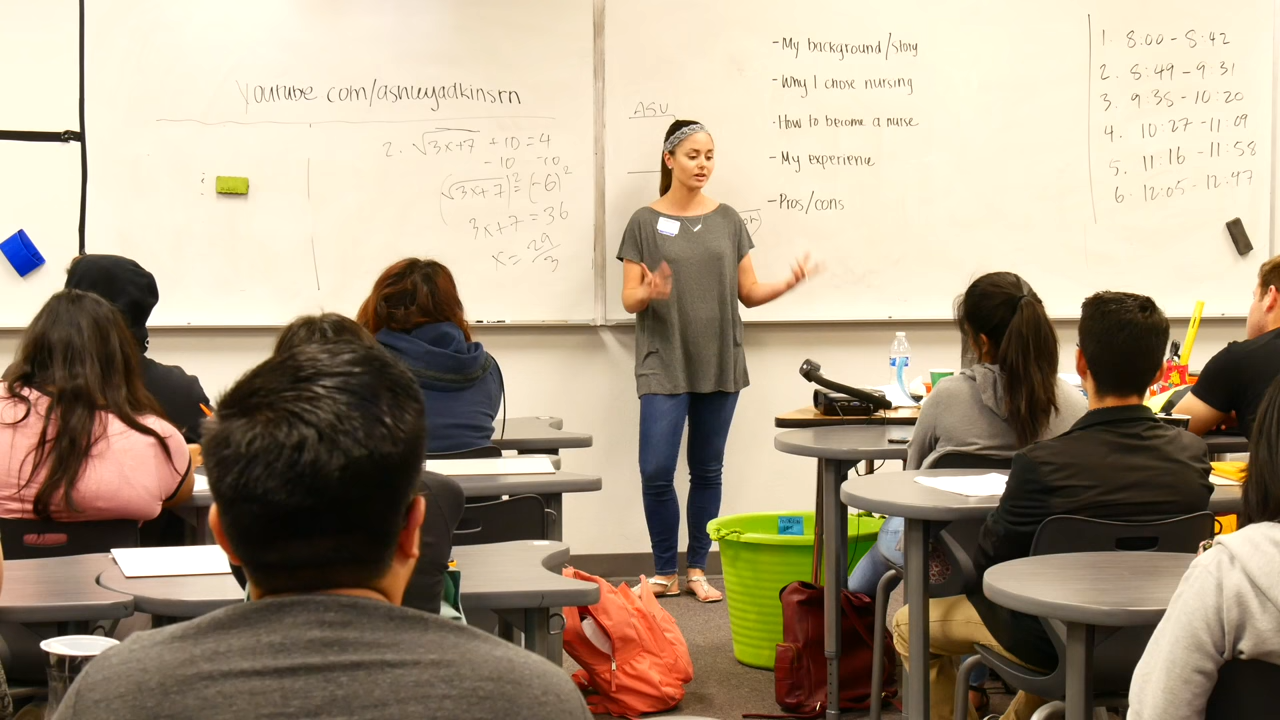 Youtube com/ashleyadkinsrn
2. √3x+7 +10 = 4
-10 -10
(√3x+7)² = (-6)²
3x+7 = 36
x = 29/3
ASU
-My background/story
-Why I chose nursing
-How to become a nurse
-My experience
-Pros/cons
1. 8:00 - 8:42
2. 8:49 - 9:31
3. 9:38 - 10:20
4. 10:27 - 11:09
5. 11:16 - 11:58
6. 12:05 - 12:47